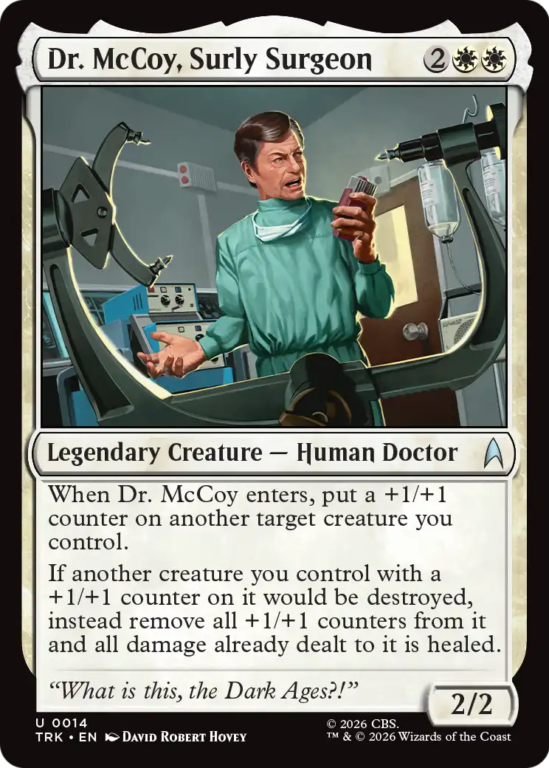 Dr. McCoy, Surly Surgeon 2
Legendary Creature — Human Doctor
When Dr. McCoy enters, put a +1/+1
counter on another target creature you
control.
If another creature you control with a
+1/+1 counter on it would be destroyed,
instead remove all +1/+1 counters from it
and all damage already dealt to it is healed.
“What is this, the Dark Ages?!”
2/2
U 0014
TRK • EN David Robert Hovey
© 2026 CBS.
™ & © 2026 Wizards of the Coast